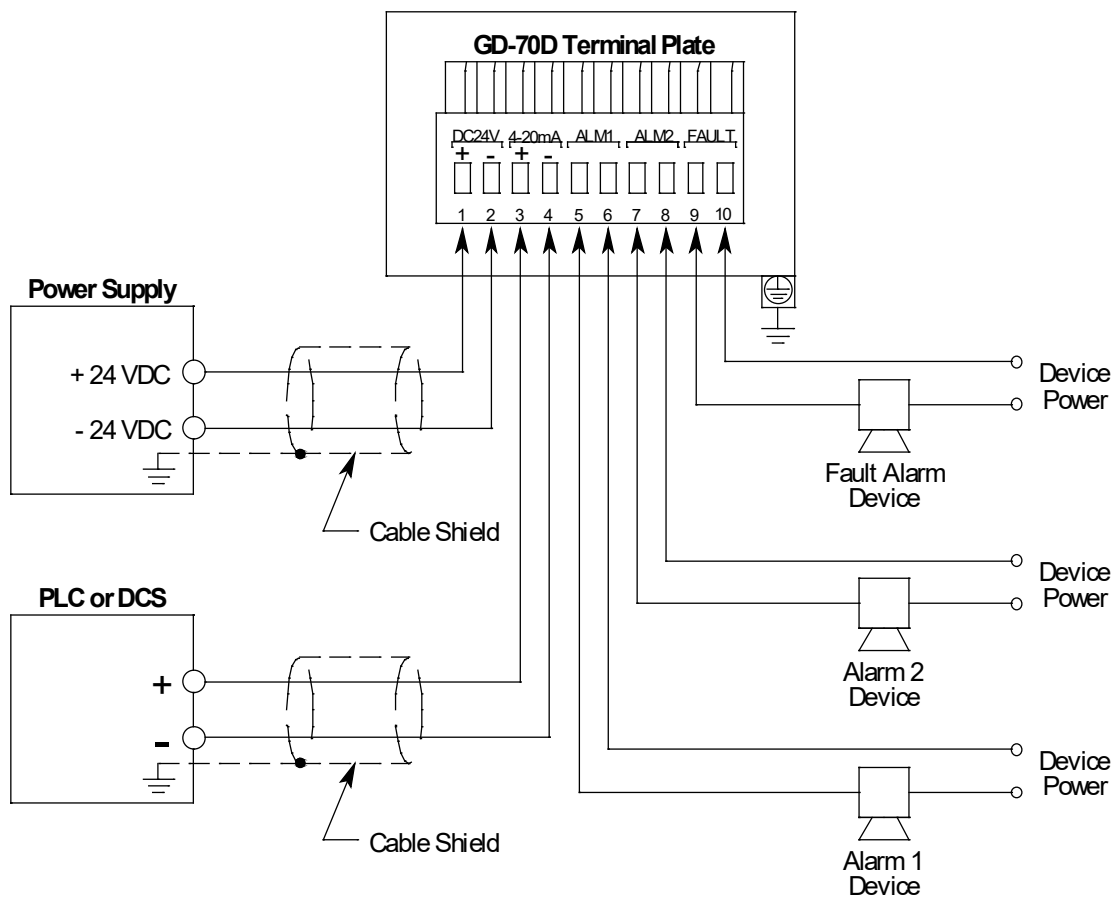 GD-70D Terminal Plate
DC24V 4-20mA ALM1 ALM2 FAULT
+ - + -
1 2 3 4 5 6 7 8 9 10
Power Supply
+ 24 VDC
- 24 VDC
Cable Shield
PLC or DCS
+
-
Cable Shield
Device
Power
Fault Alarm
Device
Device
Power
Alarm 2
Device
Device
Power
Alarm 1
Device